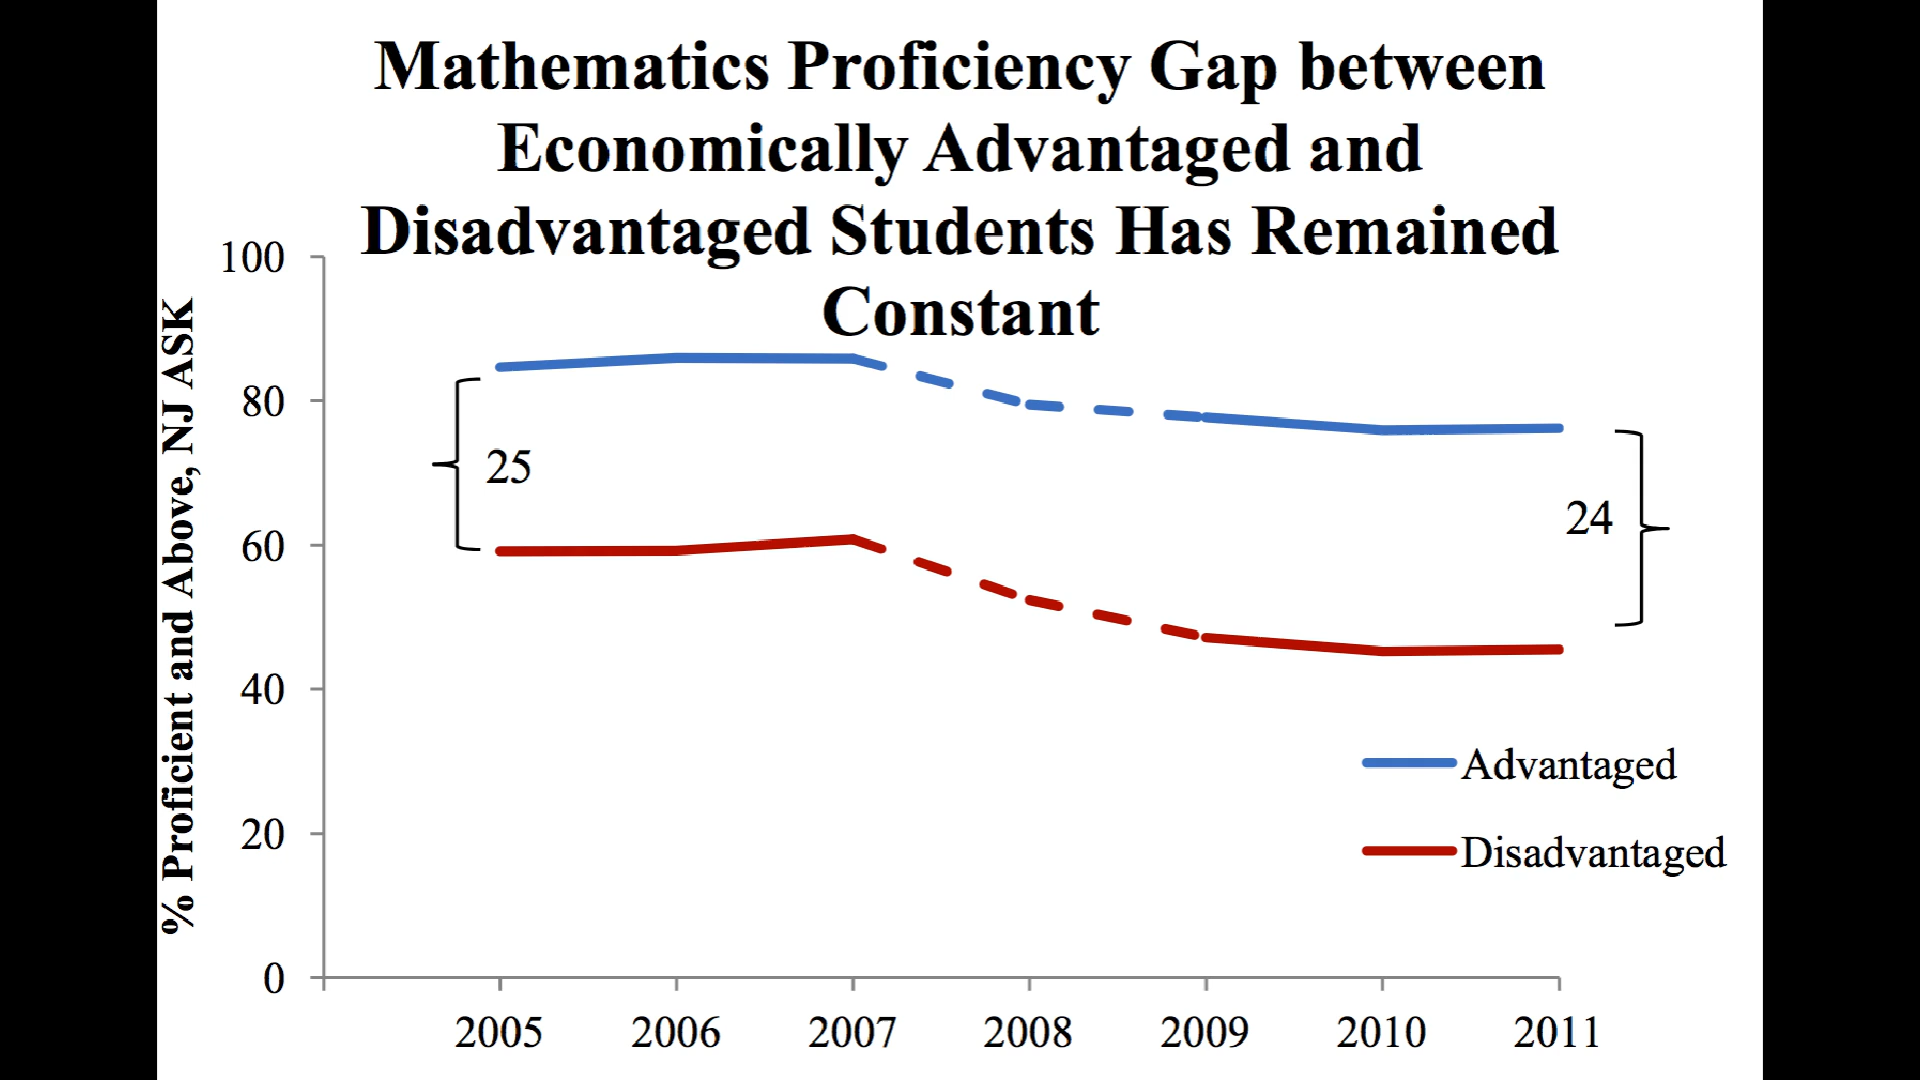 Mathematics Proficiency Gap between
Economically Advantaged and
Disadvantaged Students Has Remained
Constant
% Proficient and Above, NJ ASK
100
80
60
40
20
0
25
24
Advantaged
Disadvantaged
2005 2006 2007 2008 2009 2010 2011